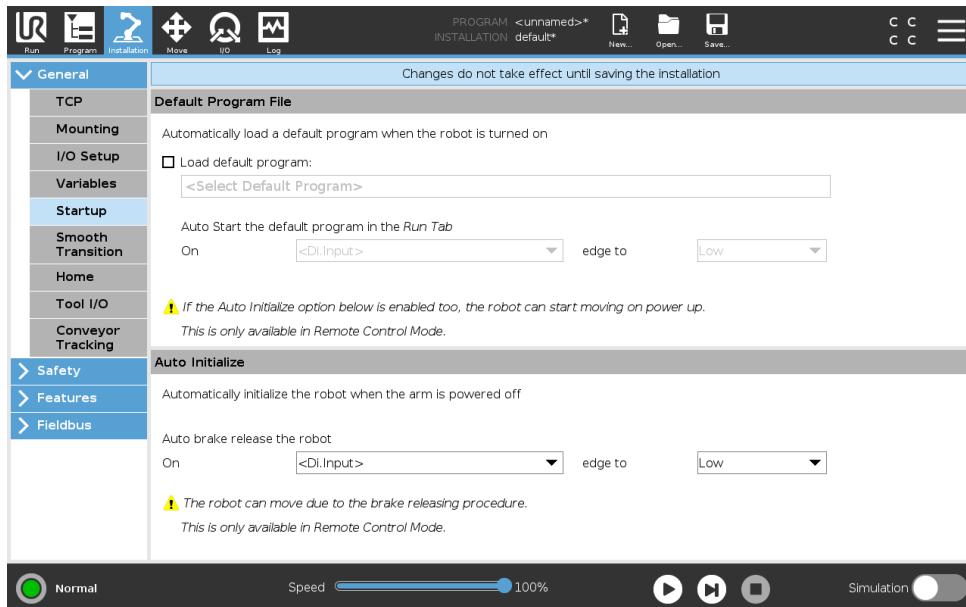 UR
PROGRAM <unnamed>*
INSTALLATION default*
C C
C C
Run Program Installation Move I/O Log New... Open... Save...
General
TCP
Mounting
I/O Setup
Variables
Startup
Smooth
Transition
Home
Tool I/O
Conveyor
Tracking
Safety
Features
Fieldbus
Changes do not take effect until saving the installation
Default Program File
Automatically load a default program when the robot is turned on
Load default program:
<Select Default Program>
Auto Start the default program in the Run Tab
On <Di.Input> edge to Low
If the Auto Initialize option below is enabled too, the robot can start moving on power up.
This is only available in Remote Control Mode.
Auto Initialize
Automatically initialize the robot when the arm is powered off
Auto brake release the robot
On <Di.Input> edge to Low
The robot can move due to the brake releasing procedure.
This is only available in Remote Control Mode.
Normal Speed 100% Simulation